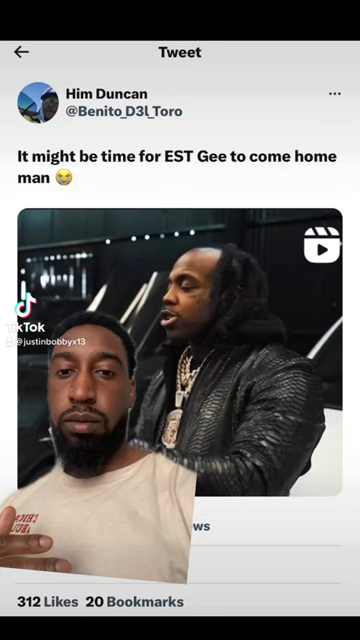 Tweet
Him Duncan
@Benito_D3l_Toro
It might be time for EST Gee to come home
man 😭
TikTok
@justinbobbyx13
ws
312 Likes 20 Bookmarks